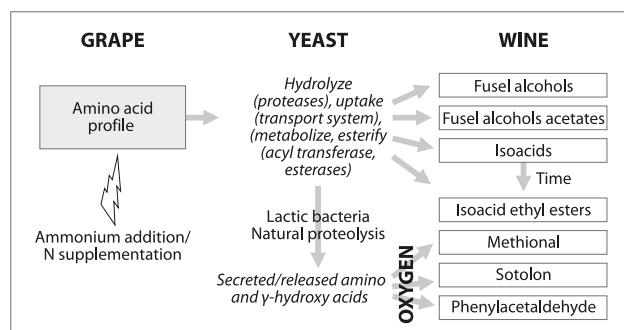 GRAPE
YEAST
WINE
Amino acid
profile
Ammonium addition/
N supplementation
Hydrolyze
(proteases), uptake
(transport system),
(metabolize, esterify
(acyl transferase,
esterases)
Lactic bacteria
Natural proteolysis
Secreted/released amino
and γ-hydroxy acids
OXYGEN
Fusel alcohols
Fusel alcohols acetates
Isoacids
Time
Isoacid ethyl esters
Methional
Sotolon
Phenylacetaldehyde